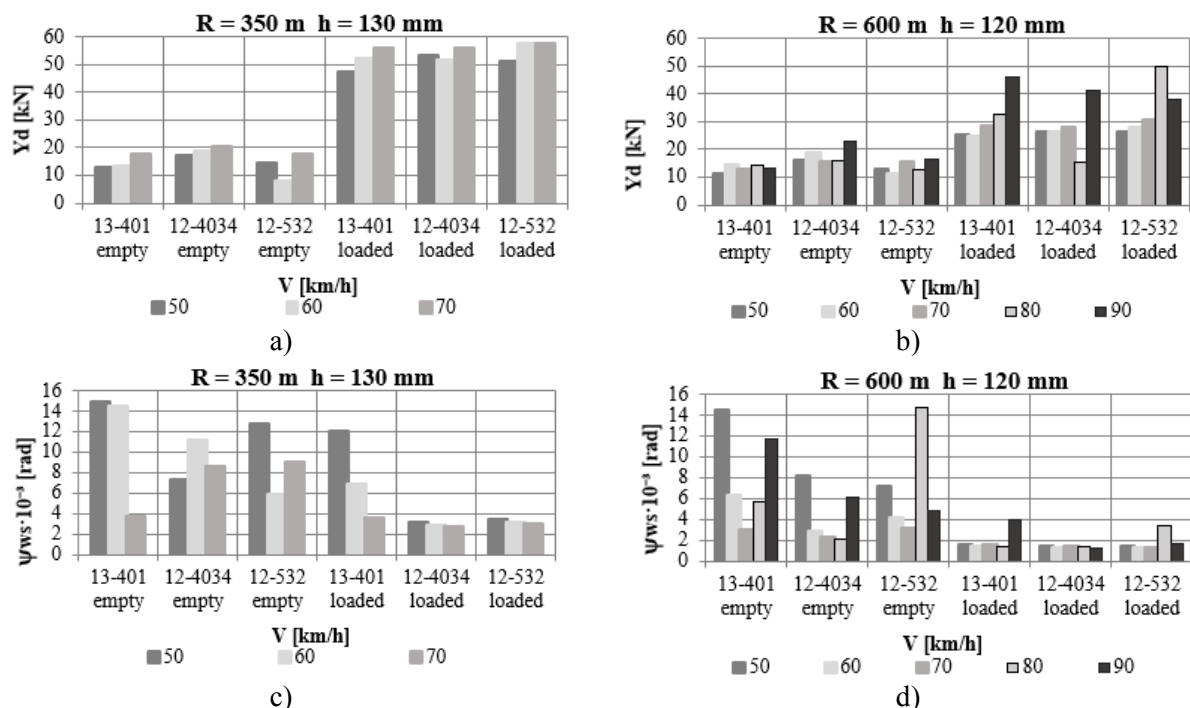 R = 350 m h = 130 mm
Yd [kN]
60
50
40
30
20
10
0
13-401 12-4034 12-532 13-401 12-4034 12-532
empty empty empty loaded loaded loaded
V [km/h]
50 60 70
a)
R = 600 m h = 120 mm
Yd [kN]
60
50
40
30
20
10
0
13-401 12-4034 12-532 13-401 12-4034 12-532
empty empty empty loaded loaded loaded
V [km/h]
50 60 70 80 90
b)
R = 350 m h = 130 mm
ψws·10⁻³ [rad]
16
14
12
10
8
6
4
2
0
13-401 12-4034 12-532 13-401 12-4034 12-532
empty empty empty loaded loaded loaded
V [km/h]
50 60 70
c)
R = 600 m h = 120 mm
ψws·10⁻³ [rad]
16
14
12
10
8
6
4
2
0
13-401 12-4034 12-532 13-401 12-4034 12-532
empty empty empty loaded loaded loaded
V [km/h]
50 60 70 80 90
d)